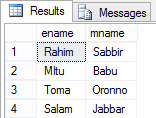 Results Messages
ename mname
1 Rahim Sabbir
2 MItu Babu
3 Toma Oronno
4 Salam Jabbar